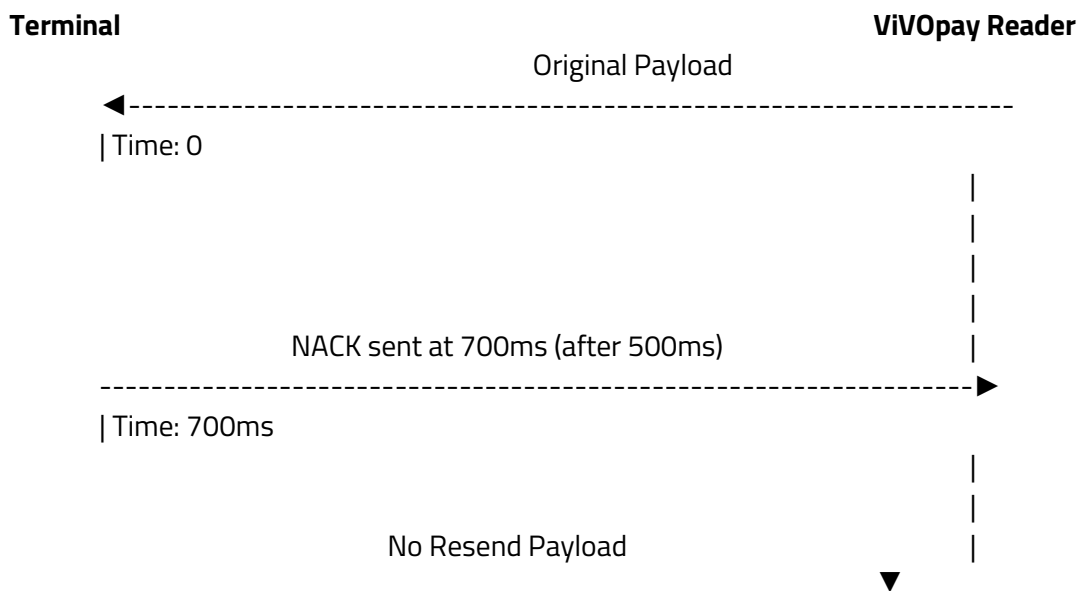 Terminal ViVOpay Reader
Original Payload
◄---------------------------------------------------------------------
| Time: 0
|
|
|
|
NACK sent at 700ms (after 500ms) |
--------------------------------------------------------------------►
| Time: 700ms
|
|
No Resend Payload |
▼